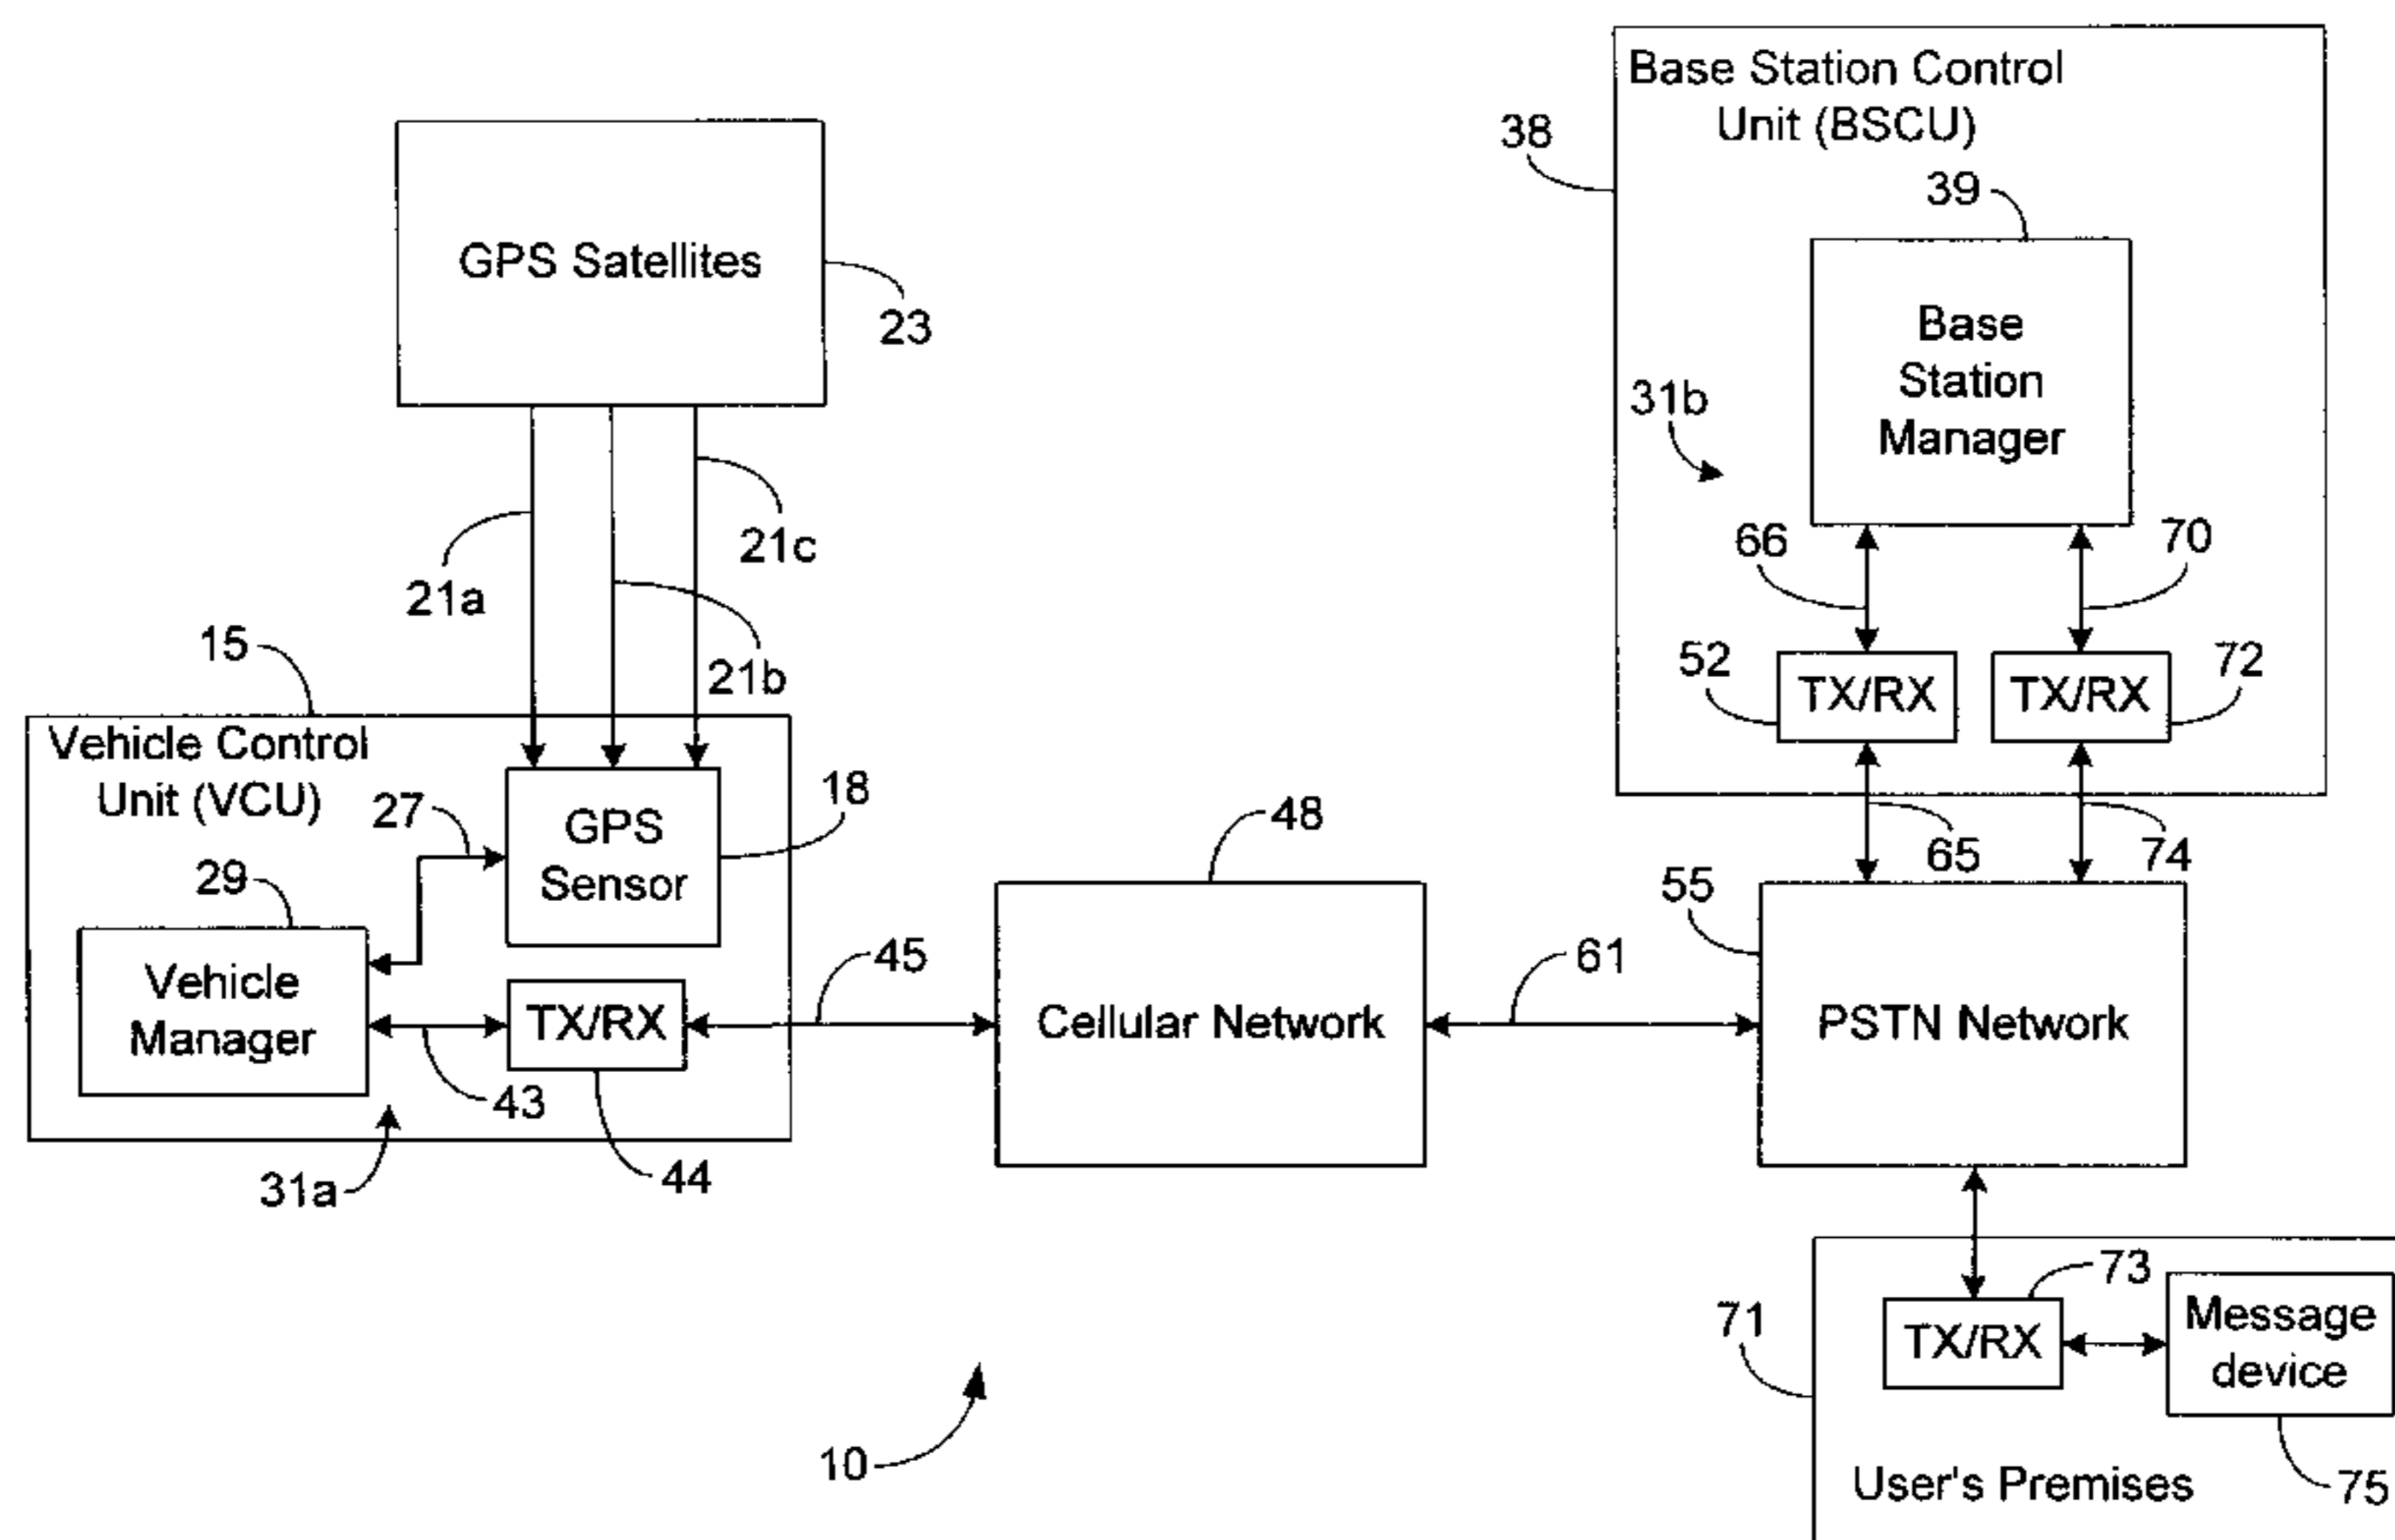 Base Station Control
Unit (BSCU)
38
39
GPS Satellites
23
Base
Station
Manager
31b
21a
21c
21b
66
70
15
52
TX/RX
TX/RX
72
Vehicle Control
Unit (VCU)
27
GPS
Sensor
18
65
74
48
55
29
Vehicle
Manager
TX/RX
45
Cellular Network
61
PSTN Network
43
31a
44
73
71
TX/RX
Message
device
10
User's Premises
75